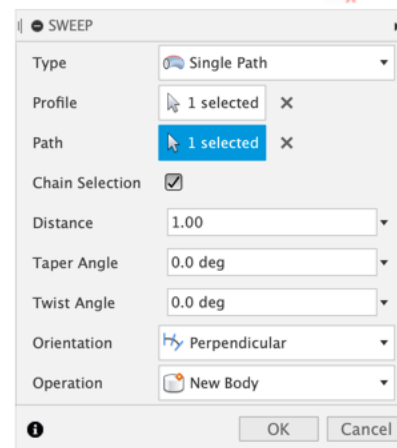 SWEEP
Type Single Path
Profile 1 selected
Path 1 selected
Chain Selection
Distance 1.00
Taper Angle 0.0 deg
Twist Angle 0.0 deg
Orientation Perpendicular
Operation New Body
OK Cancel